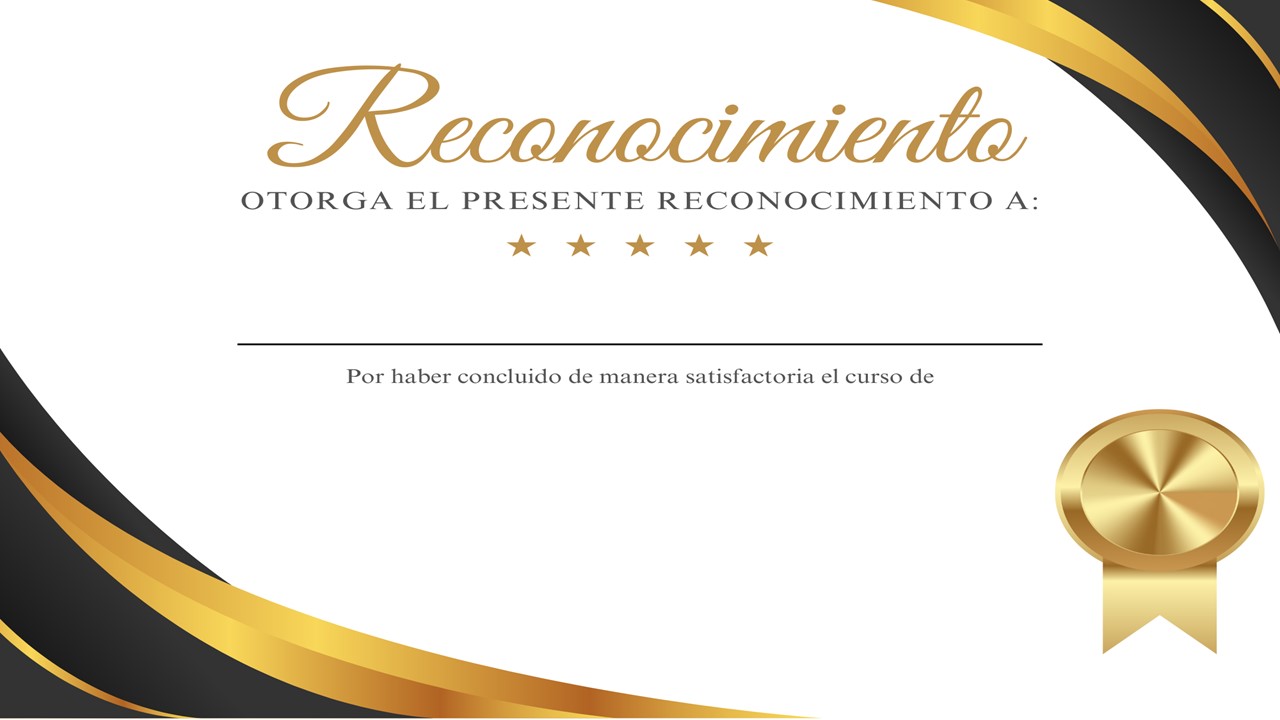 Reconocimiento
OTORGA EL PRESENTE RECONOCIMIENTO A:
Por haber concluido de manera satisfactoria el curso de